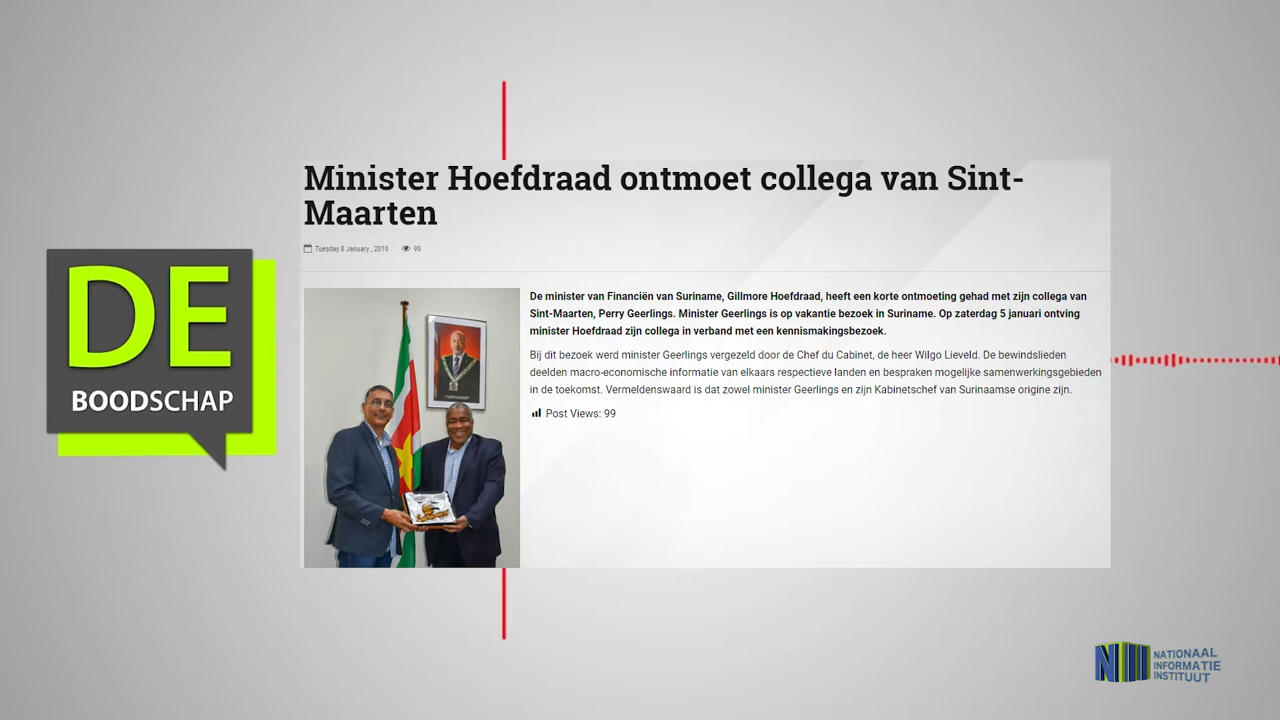 Minister Hoefdraad ontmoet collega van Sint-
Maarten
Tuesday 8 January , 2019 99
DE
BOODSCHAP
De minister van Financiën van Suriname, Gillmore Hoefdraad, heeft een korte ontmoeting gehad met zijn collega van
Sint-Maarten, Perry Geerlings. Minister Geerlings is op vakantie bezoek in Suriname. Op zaterdag 5 januari ontving
minister Hoefdraad zijn collega in verband met een kennismakingsbezoek.
Bij dit bezoek werd minister Geerlings vergezeld door de Chef du Cabinet, de heer Wilgo Lieveld. De bewindslieden
deelden macro-economische informatie van elkaars respectieve landen en bespraken mogelijke samenwerkingsgebieden
in de toekomst. Vermeldenswaard is dat zowel minister Geerlings en zijn Kabinetschef van Surinaamse origine zijn.
Post Views: 99
NII
NATIONAAL
INFORMATIE
INSTITUUT